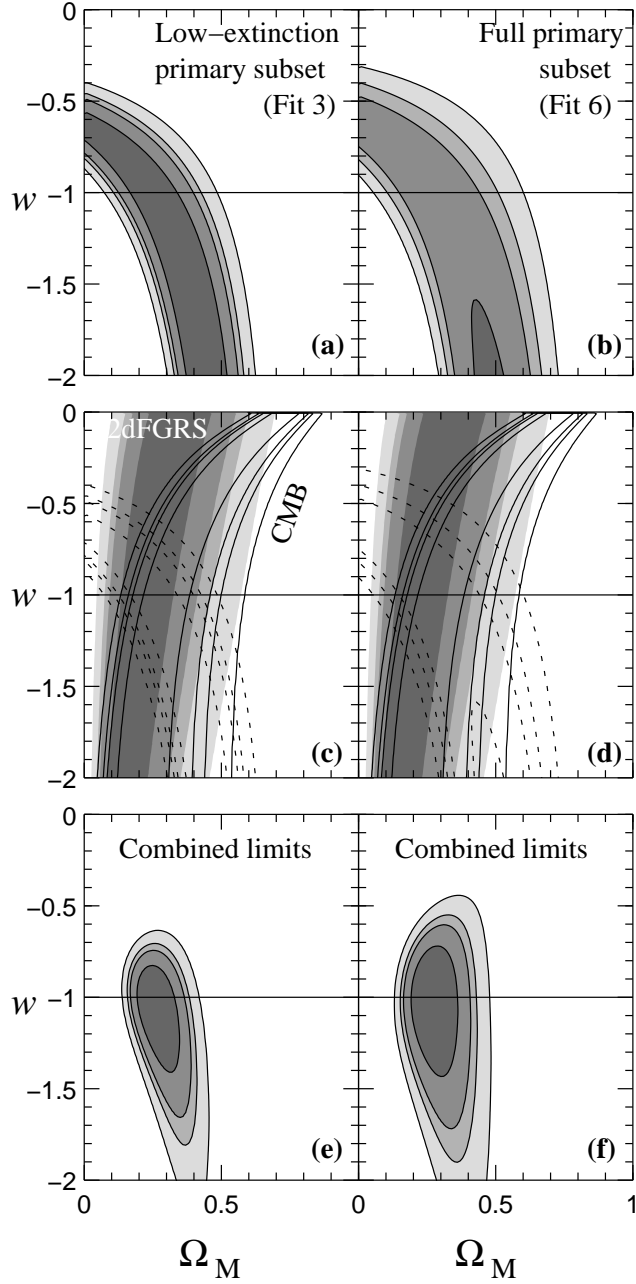 0
Low−extinction
primary subset
(Fit 3)
Full primary
subset
(Fit 6)
−0.5
w −1
−1.5
(a)
(b)
−2
0
2dFGRS
−0.5
CMB
w −1
−1.5
(c)
(d)
−2
0
Combined limits
Combined limits
−0.5
w −1
−1.5
(e)
(f)
−2
0
0.5
0
0.5
1
Ω_M
Ω_M